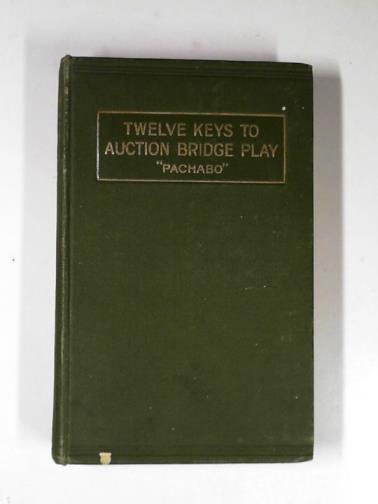 TWELVE KEYS TO
AUCTION BRIDGE PLAY
"PACHABO"